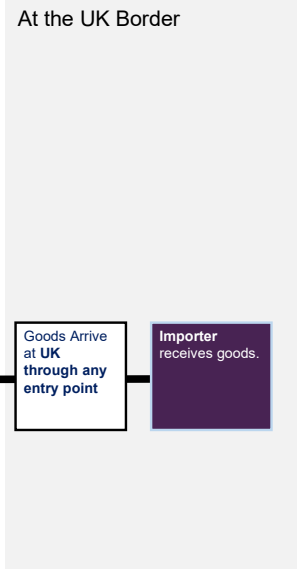 At the UK Border
Goods Arrive
at UK
through any
entry point
Importer
receives goods.